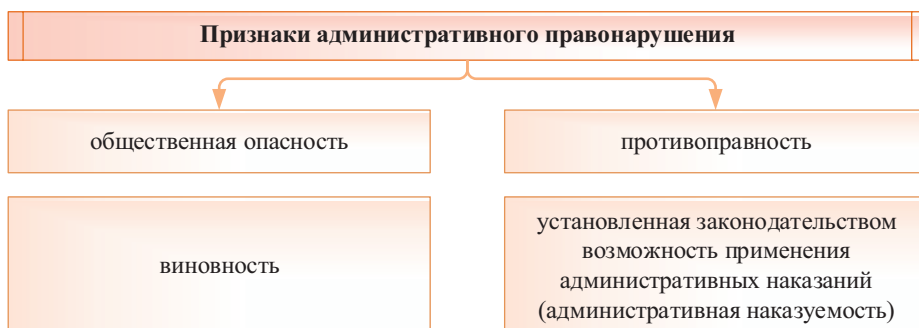 Признаки административного правонарушения
общественная опасность
противоправность
виновность
установленная законодательством
возможность применения
административных наказаний
(административная наказуемость)